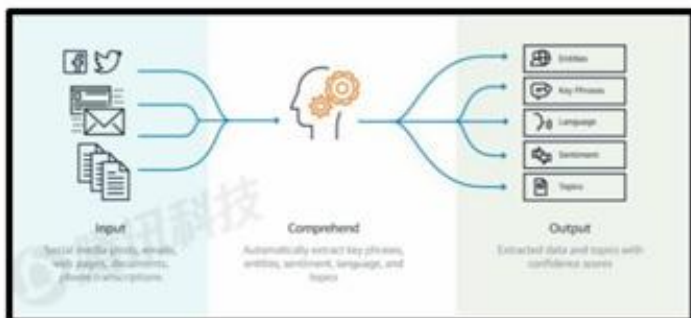 Entities
Key Phrases
Language
Sentiment
Topics
Input
Social media posts, emails,
web pages, documents,
phone transcriptions
Comprehend
Automatically extract key phrases,
entities, sentiment, language, and
topics
Output
Extracted data and topics with
confidence scores
讯科技